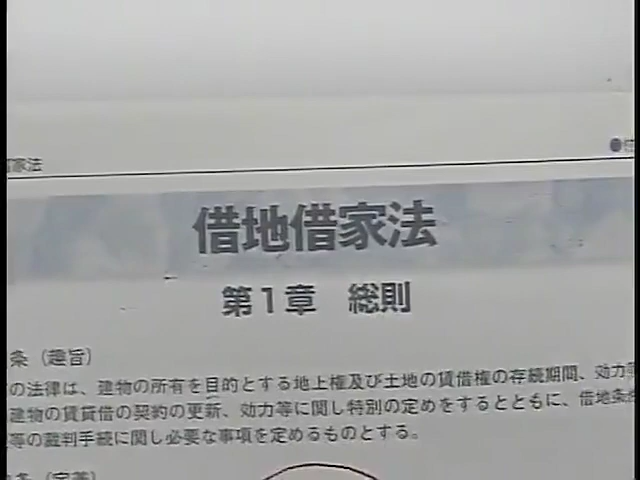 家法
借地借家法
第1章 総則
条（趣旨）
の法律は、建物の所有を目的とする地上権及び土地の賃借権の存続期間、効力等
建物の賃貸借の契約の更新、効力等に関し特別の定めをするとともに、借地条
等の裁判手続に関し必要な事項を定めるものとする。
条（定義）